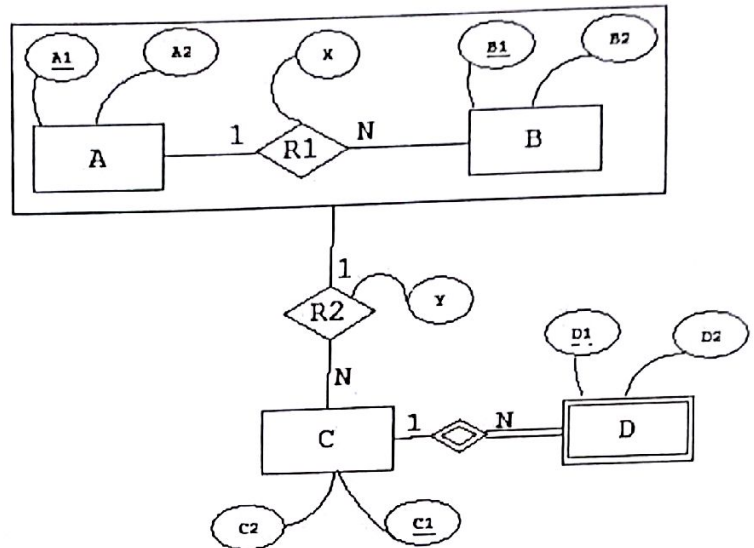 A1 A2 X B1 B2
A 1 R1 N B
1
R2 Y
N
D1 D2
C 1 N D
C2 C1